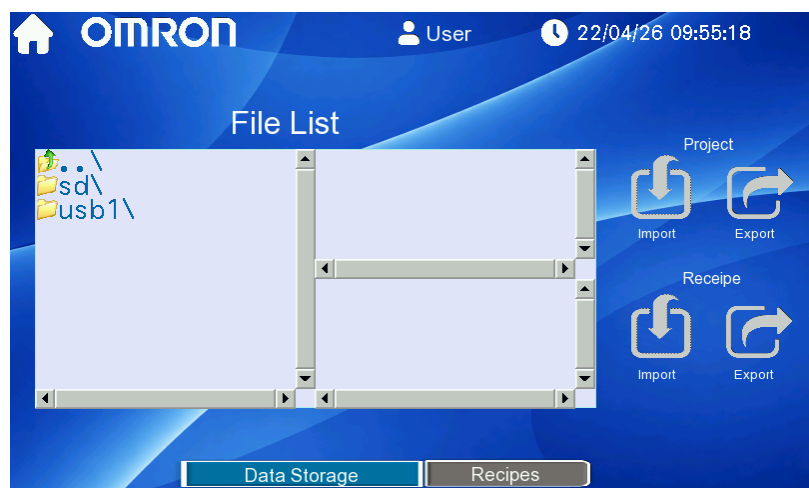 OMRON
User
22/04/26 09:55:18
File List
..\
sd\
usb1\
Project
Import
Export
Receipe
Import
Export
Data Storage
Recipes